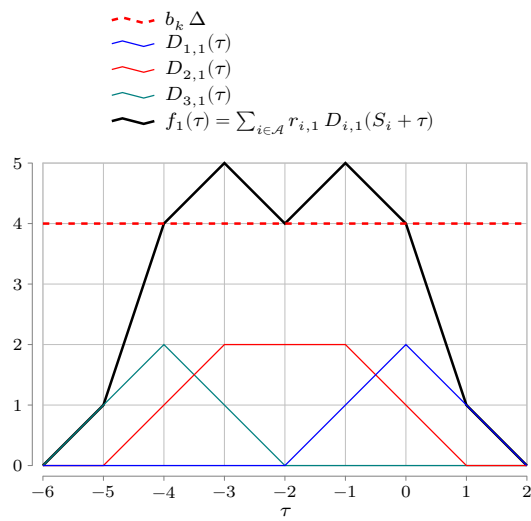 b_k Δ
D_{1,1}(τ)
D_{2,1}(τ)
D_{3,1}(τ)
f_1(τ) = ∑_{i∈𝒜} r_{i,1} D_{i,1}(S_i + τ)
5
4
3
2
1
0
−6 −5 −4 −3 −2 −1 0 1 2
τ